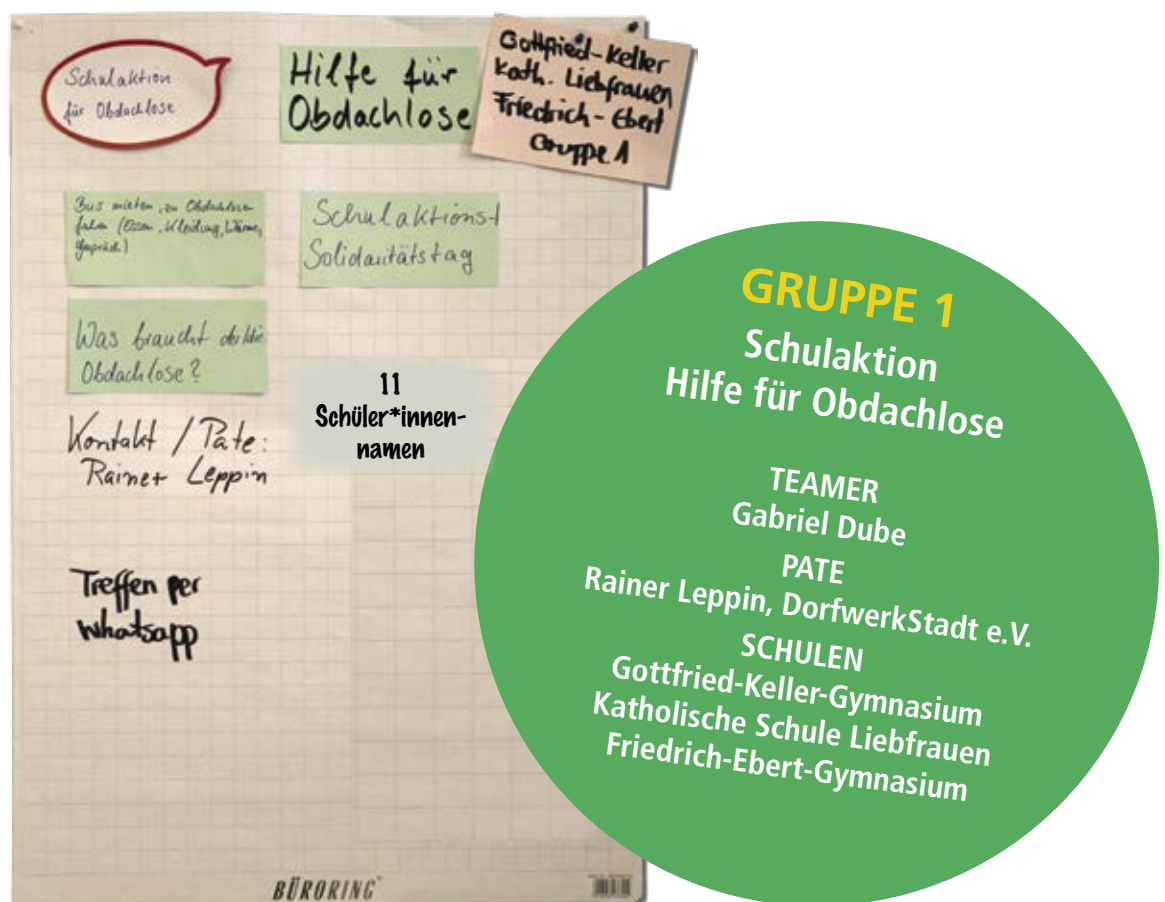 Schulaktion
für Obdachlose
Hilfe für
Obdachlose
Gottfried-Keller
Kath. Liebfrauen
Friedrich-Ebert
Gruppe 1
Bus mieten, zu Obdachlosen
fahren (Essen, Kleidung, Wärme,
Gespräch)
Schulaktionst
Solidaritätstag
Was braucht der/die
Obdachlose?
11
Schüler*innen-
namen
Kontakt / Pate:
Rainer Leppin
Treffen per
Whatsapp
BÜRORING
GRUPPE 1
Schulaktion
Hilfe für Obdachlose
TEAMER
Gabriel Dube
PATE
Rainer Leppin, DorfwerkStadt e.V.
SCHULEN
Gottfried-Keller-Gymnasium
Katholische Schule Liebfrauen
Friedrich-Ebert-Gymnasium